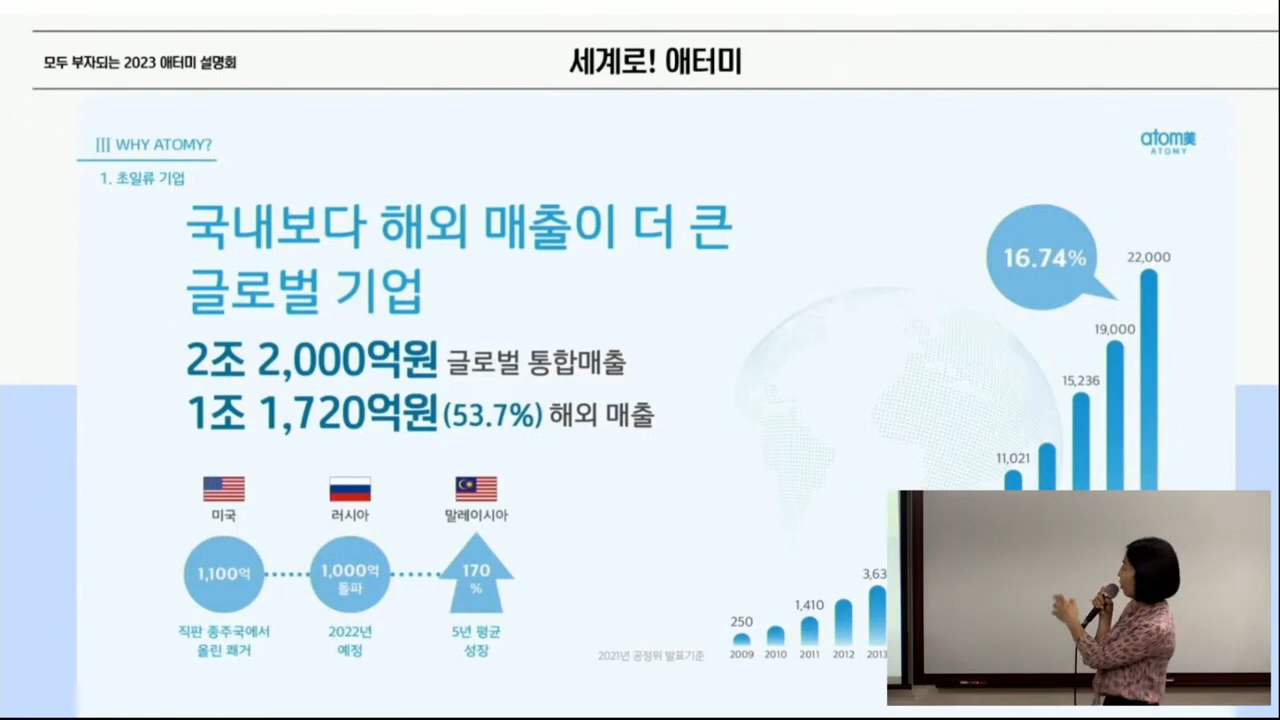 모두 부자되는 2023 애터미 설명회
세계로! 애터미
WHY ATOMY?
atom美
ATOMY
1. 초일류 기업
국내보다 해외 매출이 더 큰
글로벌 기업
2조 2,000억원 글로벌 통합매출
1조 1,720억원(53.7%) 해외 매출
16.74%
22,000
19,000
15,236
11,021
미국
러시아
말레이시아
1,100억
1,000억
돌파
170
%
직판 종주국에서
올린 쾌거
2022년
예정
5년 평균
성장
3,63
1,410
250
2009 2010 2011 2012 2013
2021년 공정위 발표기준